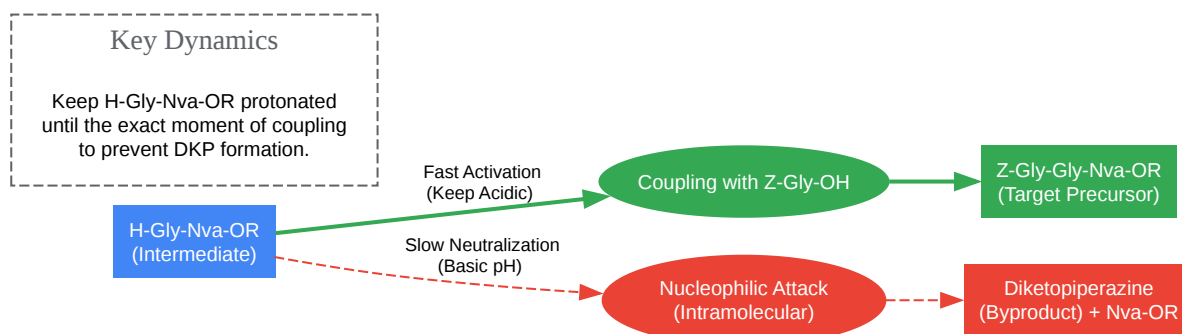 Key Dynamics
Keep H-Gly-Nva-OR protonated
until the exact moment of coupling
to prevent DKP formation.
Fast Activation
(Keep Acidic)
Coupling with Z-Gly-OH
Z-Gly-Gly-Nva-OR
(Target Precursor)
H-Gly-Nva-OR
(Intermediate)
Slow Neutralization
(Basic pH)
Nucleophilic Attack
(Intramolecular)
Diketopiperazine
(Byproduct) + Nva-OR